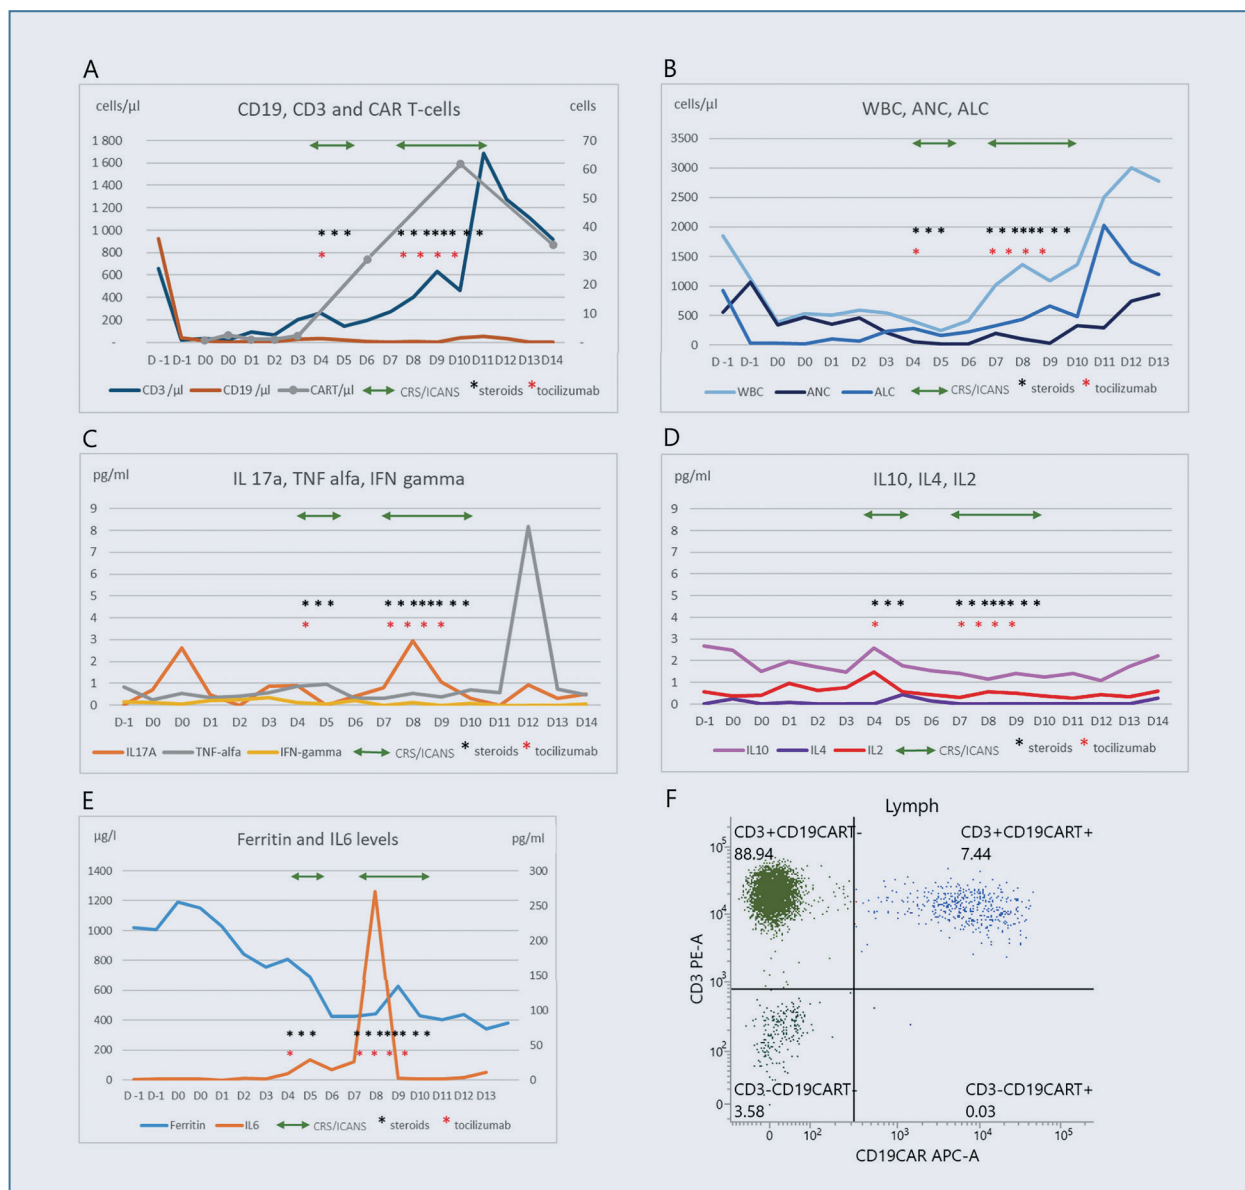 A
cells/µl
CD19, CD3 and CAR T-cells
cells
1 800
1 600
1 400
1 200
1 000
800
600
400
200
-
70
60
50
40
30
20
10
-
* * * * * **** * *
* * * * *
D -1 D-1 D0 D0 D1 D2 D3 D4 D5 D6 D7 D8 D9 D10 D11 D12 D13 D14
CD3 /µl CD19 /µl CART/µl CRS/ICANS * steroids * tocilizumab
B
cells/µl
WBC, ANC, ALC
3500
3000
2500
2000
1500
1000
500
0
* * * * * **** * *
* * * * *
D -1 D-1 D0 D0 D1 D2 D3 D4 D5 D6 D7 D8 D9 D10 D11 D12 D13
WBC ANC ALC CRS/ICANS * steroids * tocilizumab
C
pg/ml
IL 17a, TNF alfa, IFN gamma
9
8
7
6
5
4
3
2
1
0
* * * * * **** * *
* * * * *
D-1 D0 D0 D1 D2 D3 D4 D5 D6 D7 D8 D9 D10 D11 D12 D13 D14
IL17A TNF-alfa IFN-gamma CRS/ICANS * steroids * tocilizumab
D
pg/ml
IL10, IL4, IL2
9
8
7
6
5
4
3
2
1
0
* * * * * **** * *
* * * * *
D-1 D0 D0 D1 D2 D3 D4 D5 D6 D7 D8 D9 D10 D11 D12 D13 D14
IL10 IL4 IL2 CRS/ICANS * steroids * tocilizumab
E
µg/l
Ferritin and IL6 levels
pg/ml
1400
1200
1000
800
600
400
200
0
300
250
200
150
100
50
0
* * * * * **** * *
* * * * *
D -1 D-1 D0 D0 D1 D2 D3 D4 D5 D6 D7 D8 D9 D10 D11 D12 D13
Ferritin IL6 CRS/ICANS * steroids * tocilizumab
F
Lymph
CD3+CD19CART-
88.94
CD3+CD19CART+
7.44
CD3-CD19CART-
3.58
CD3-CD19CART+
0.03
CD3 PE-A
10⁵
10⁴
10³
10²
0
0 10² 10³ 10⁴ 10⁵
CD19CAR APC-A